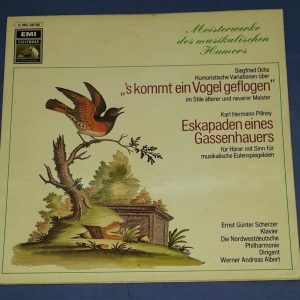 EMI
ELECTROLA
Meisterwerke
des musikalischen
Humors
Siegfried Ochs
Humoristische Variationen über
„'s kommt ein Vogel geflogen"
im Stile älterer und neuerer Meister
Karl Hermann Pillney
Eskapaden eines
Gassenhauers
für Hörer mit Sinn für
musikalische Eulenspiegeleien
Ernst Günter Scherzer
Klavier
Die Nordwestdeutsche
Philharmonie
Dirigent
Werner Andreas Albert